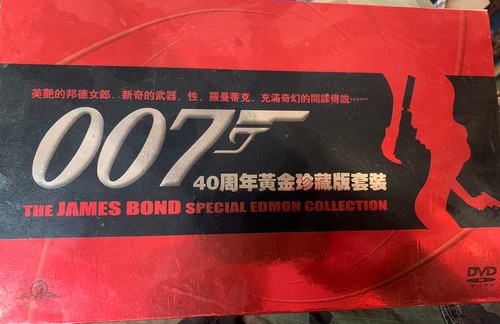 美艷的邦德女郎﹑新奇的武器﹑性﹑羅曼蒂克﹑充滿奇幻的間諜傳說……
007
40周年黃金珍藏版套裝
THE JAMES BOND SPECIAL EDMON COLLECTION
DVD
VIDEO